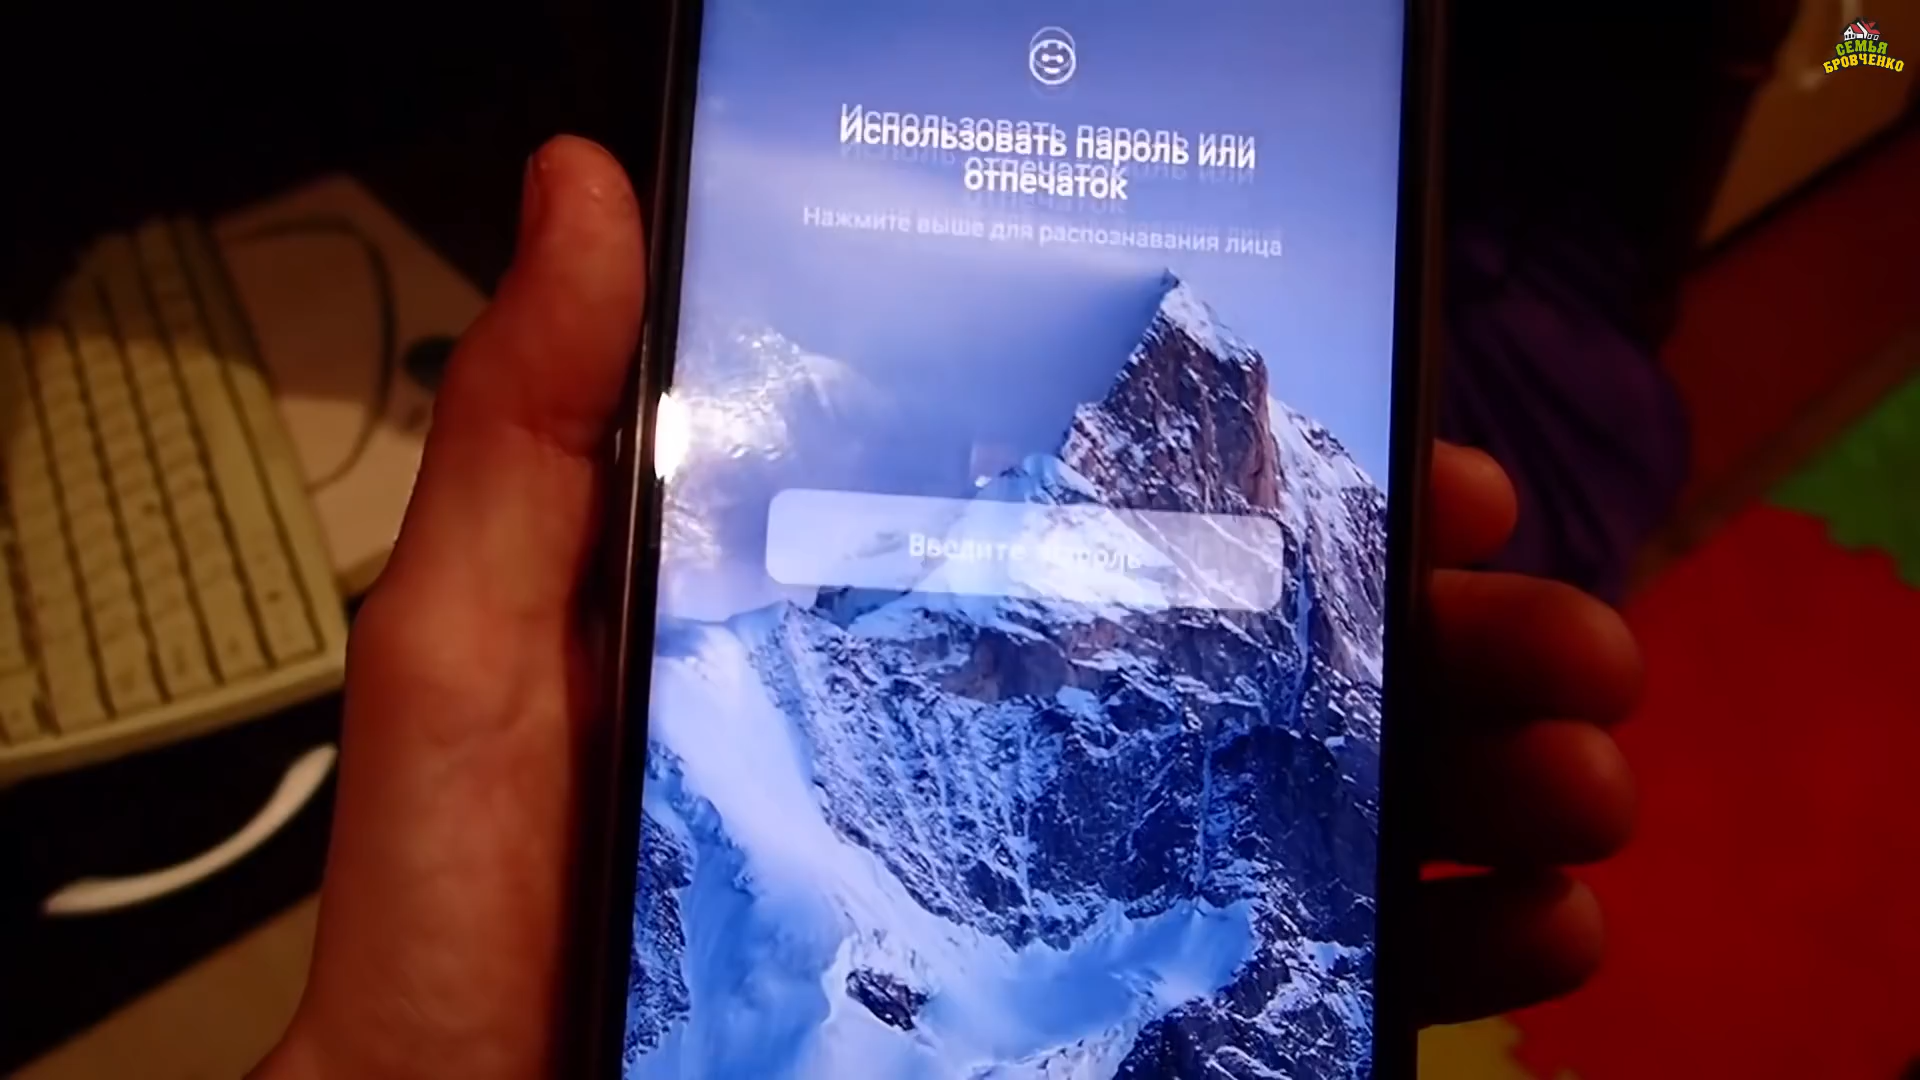 СЕМЬЯ
БРОВЧЕНКО
Использовать пароль или
отпечаток
Нажмите выше для распознавания лица
Введите пароль